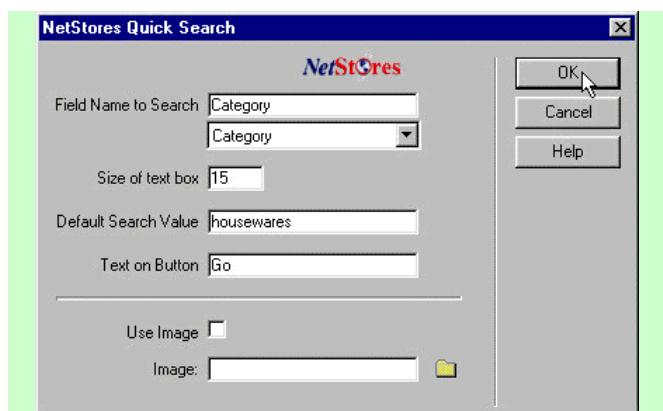 NetStores Quick Search
NetStores
OK
Field Name to Search Category
Cancel
Category
Help
Size of text box 15
Default Search Value housewares
Text on Button Go
Use Image
Image: